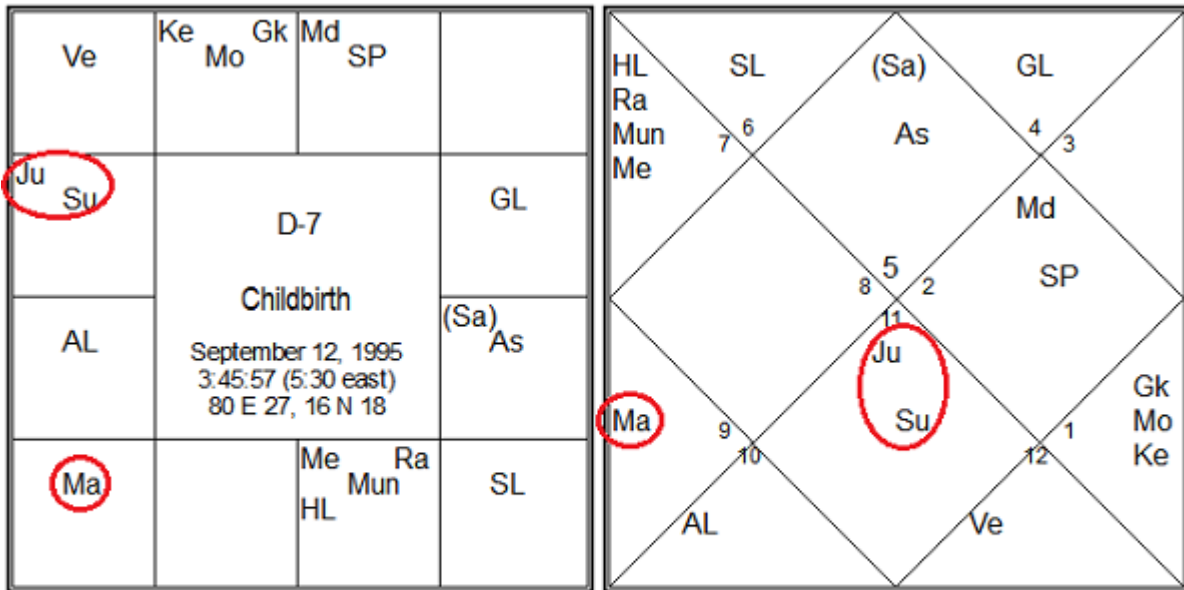 Ve
Ke Gk
Mo
Md
SP
Ju
Su
GL
D-7
Childbirth
September 12, 1995
3:45:57 (5:30 east)
80 E 27, 16 N 18
AL
(Sa)
As
Ma
Me Ra
Mun
HL
SL
HL
Ra
Mun
Me
SL
(Sa)
As
GL
7 6
4 3
Md
SP
5
8 2
11
Ju
Su
Ma
9
10
Gk
Mo
Ke
1
12
AL
Ve